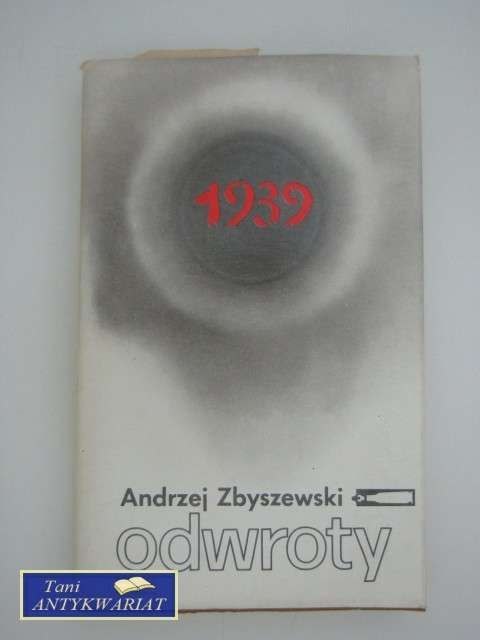 1939
Andrzej Zbyszewski
odwroty
Tani
ANTYKWARIAT